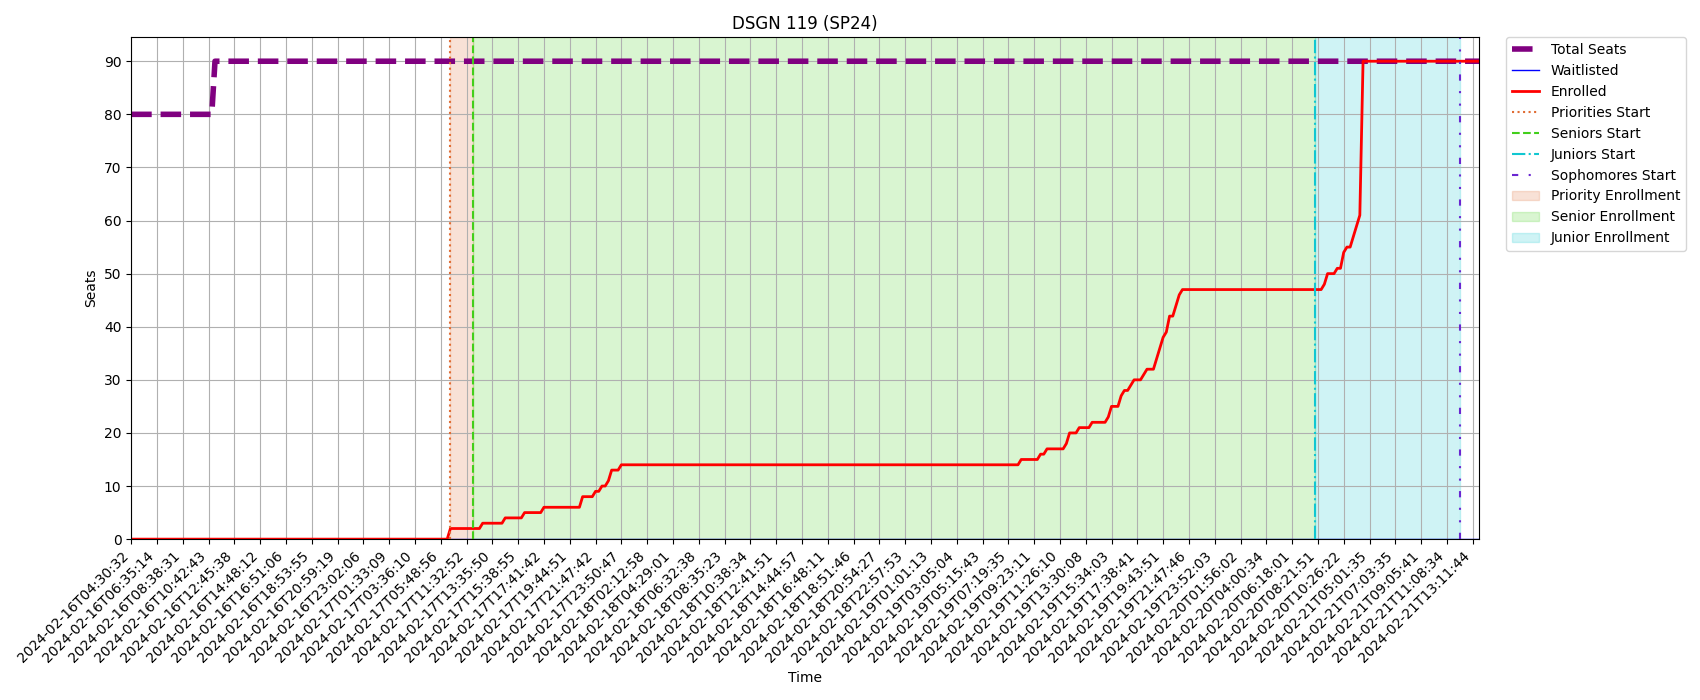 DSGN 119 (SP24)
Seats
90
80
70
60
50
40
30
20
10
0
2024-02-16T04:30:32
2024-02-16T06:35:14
2024-02-16T08:38:31
2024-02-16T10:42:43
2024-02-16T12:45:38
2024-02-16T14:48:12
2024-02-16T16:51:06
2024-02-16T18:53:55
2024-02-16T20:59:19
2024-02-16T23:02:06
2024-02-17T01:33:09
2024-02-17T03:36:10
2024-02-17T05:48:56
2024-02-17T11:32:52
2024-02-17T13:35:50
2024-02-17T15:38:55
2024-02-17T17:41:42
2024-02-17T19:44:51
2024-02-17T21:47:42
2024-02-17T23:50:47
2024-02-18T02:12:58
2024-02-18T04:29:01
2024-02-18T06:32:38
2024-02-18T08:35:23
2024-02-18T10:38:34
2024-02-18T12:41:51
2024-02-18T14:44:57
2024-02-18T16:48:11
2024-02-18T18:51:46
2024-02-18T20:54:27
2024-02-18T22:57:53
2024-02-19T01:01:13
2024-02-19T03:05:04
2024-02-19T05:15:43
2024-02-19T07:19:35
2024-02-19T09:23:11
2024-02-19T11:26:10
2024-02-19T13:30:08
2024-02-19T15:34:03
2024-02-19T17:38:41
2024-02-19T19:43:51
2024-02-19T21:47:46
2024-02-19T23:52:03
2024-02-20T01:56:02
2024-02-20T04:00:34
2024-02-20T06:18:01
2024-02-20T08:21:51
2024-02-20T10:26:22
2024-02-21T05:01:35
2024-02-21T07:03:35
2024-02-21T09:05:41
2024-02-21T11:08:34
2024-02-21T13:11:44
Time
Total Seats
Waitlisted
Enrolled
Priorities Start
Seniors Start
Juniors Start
Sophomores Start
Priority Enrollment
Senior Enrollment
Junior Enrollment